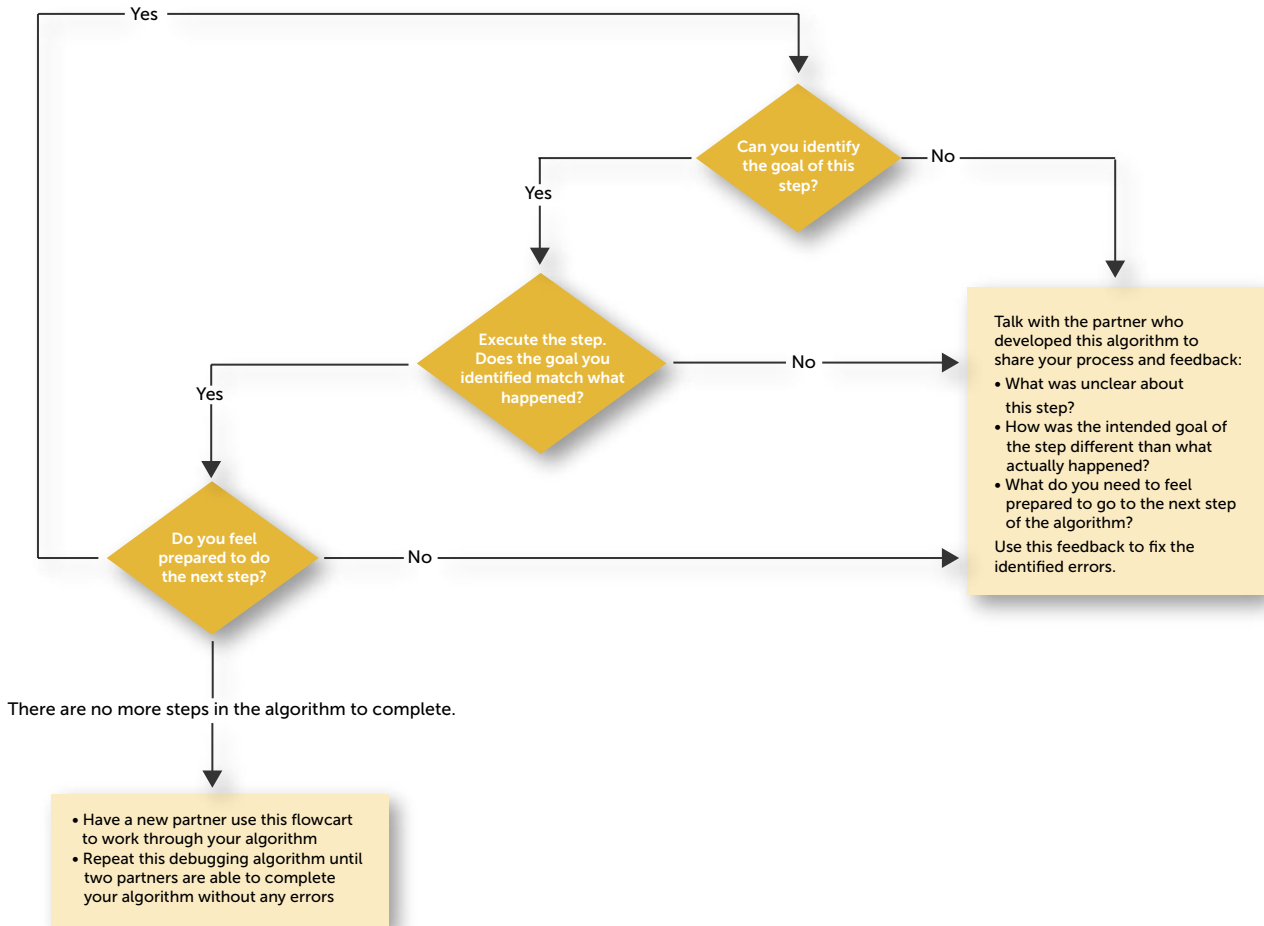 Yes
Can you identify
the goal of this
step?
No
Yes
Execute the step.
Does the goal you
identified match what
happened?
No
Yes
Talk with the partner who
developed this algorithm to
share your process and feedback:
• What was unclear about
this step?
• How was the intended goal of
the step different than what
actually happened?
• What do you need to feel
prepared to go to the next step
of the algorithm?
Use this feedback to fix the
identified errors.
Do you feel
prepared to do
the next step?
No
There are no more steps in the algorithm to complete.
• Have a new partner use this flowcart
to work through your algorithm
• Repeat this debugging algorithm until
two partners are able to complete
your algorithm without any errors